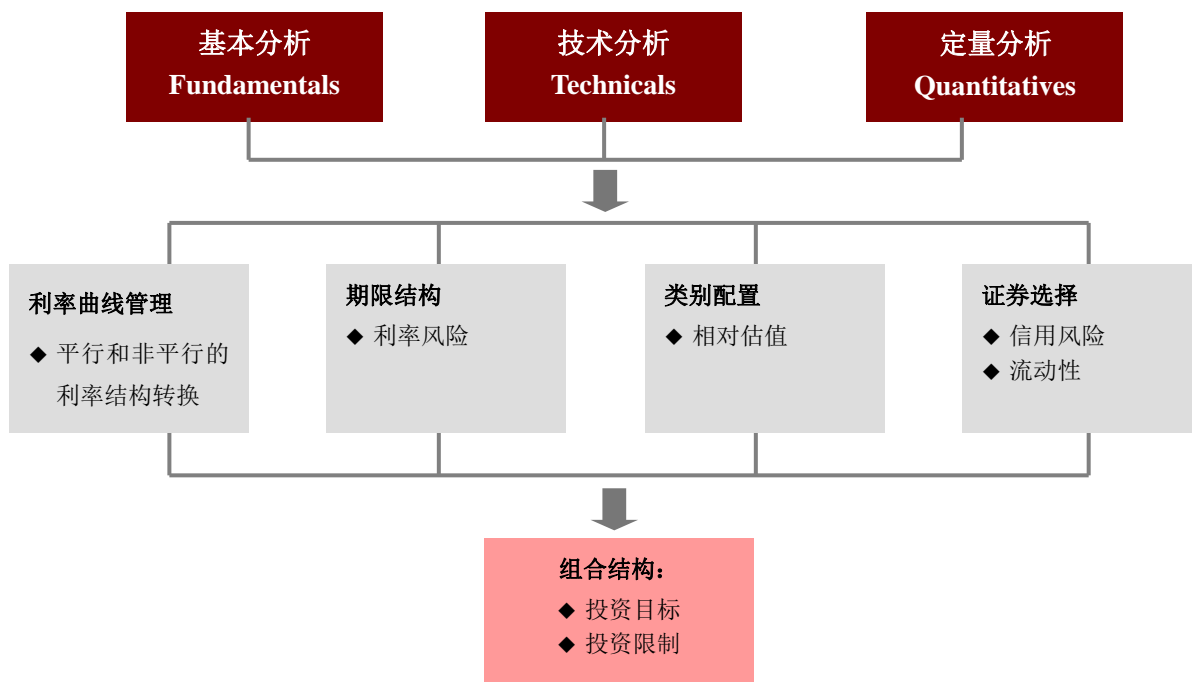 基本分析
Fundamentals
技术分析
Technicals
定量分析
Quantitatives
利率曲线管理
◆ 平行和非平行的
利率结构转换
期限结构
◆ 利率风险
类别配置
◆ 相对估值
证券选择
◆ 信用风险
◆ 流动性
组合结构：
◆ 投资目标
◆ 投资限制